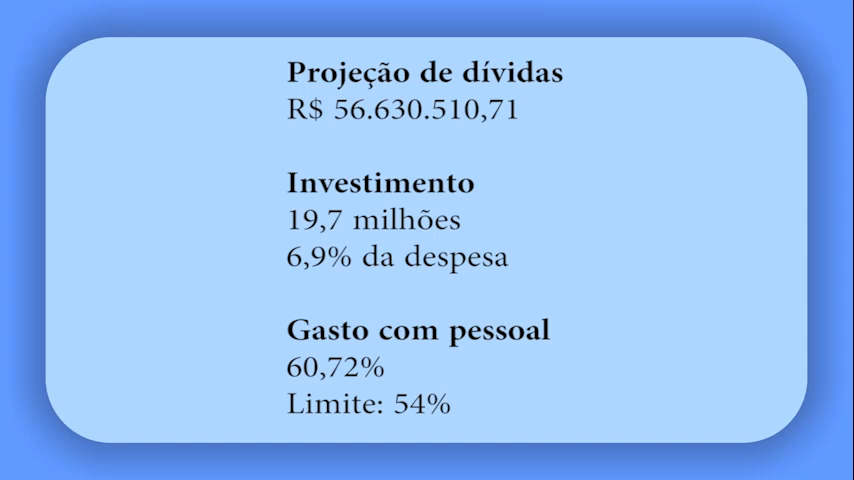 Projeção de dívidas
R$ 56.630.510,71
Investimento
19,7 milhões
6,9% da despesa
Gasto com pessoal
60,72%
Limite: 54%